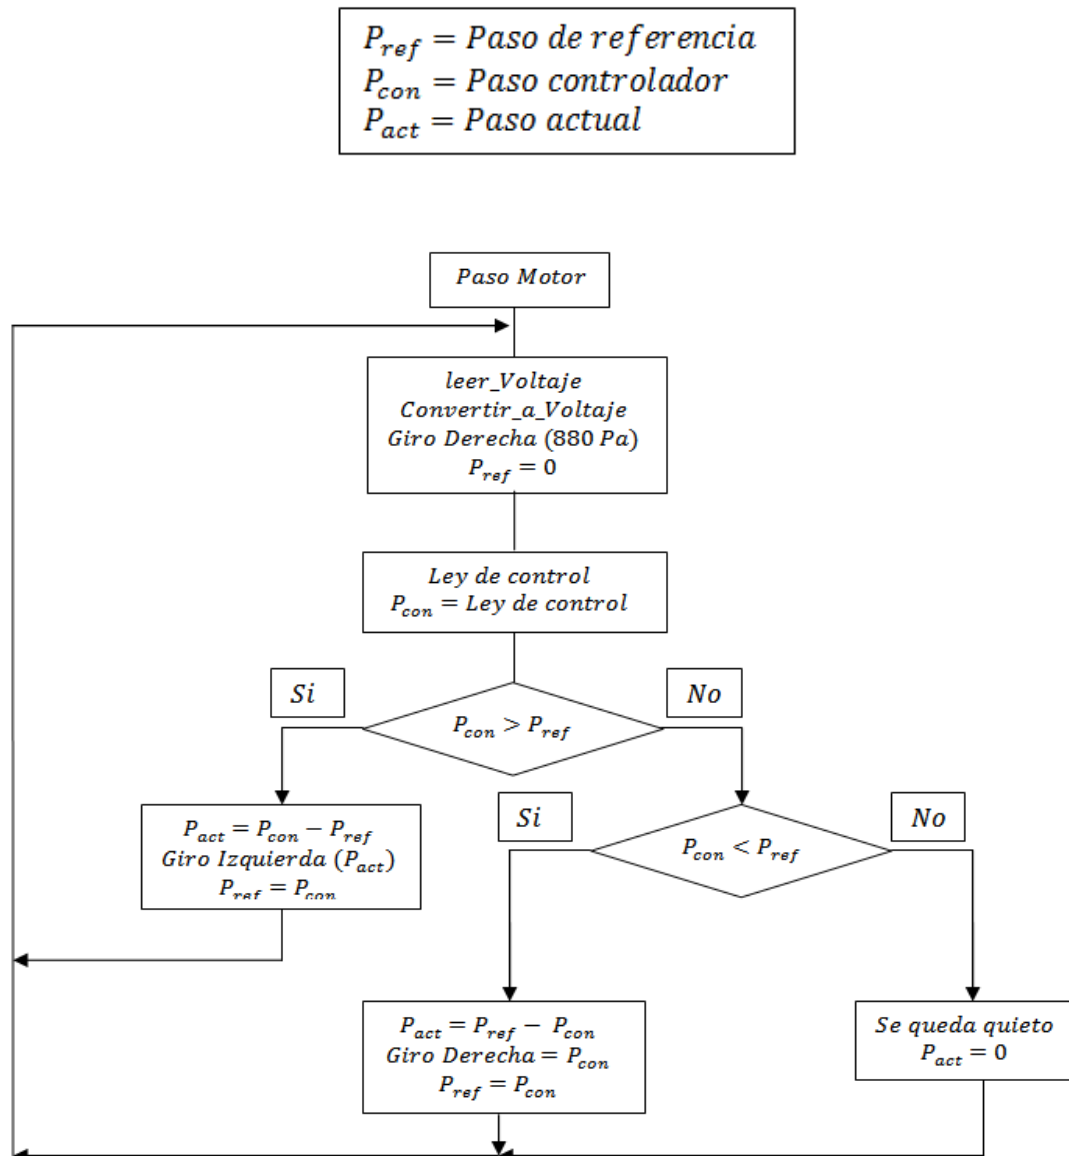 P_ref = Paso de referencia
P_con = Paso controlador
P_act = Paso actual
Paso Motor
leer_Voltaje
Convertir_a_Voltaje
Giro Derecha (880 Pa)
P_ref = 0
Ley de control
P_con = Ley de control
Si
No
P_con > P_ref
P_act = P_con − P_ref
Giro Izquierda (P_act)
P_ref = P_con
Si
No
P_con < P_ref
P_act = P_ref − P_con
Giro Derecha = P_con
P_ref = P_con
Se queda quieto
P_act = 0